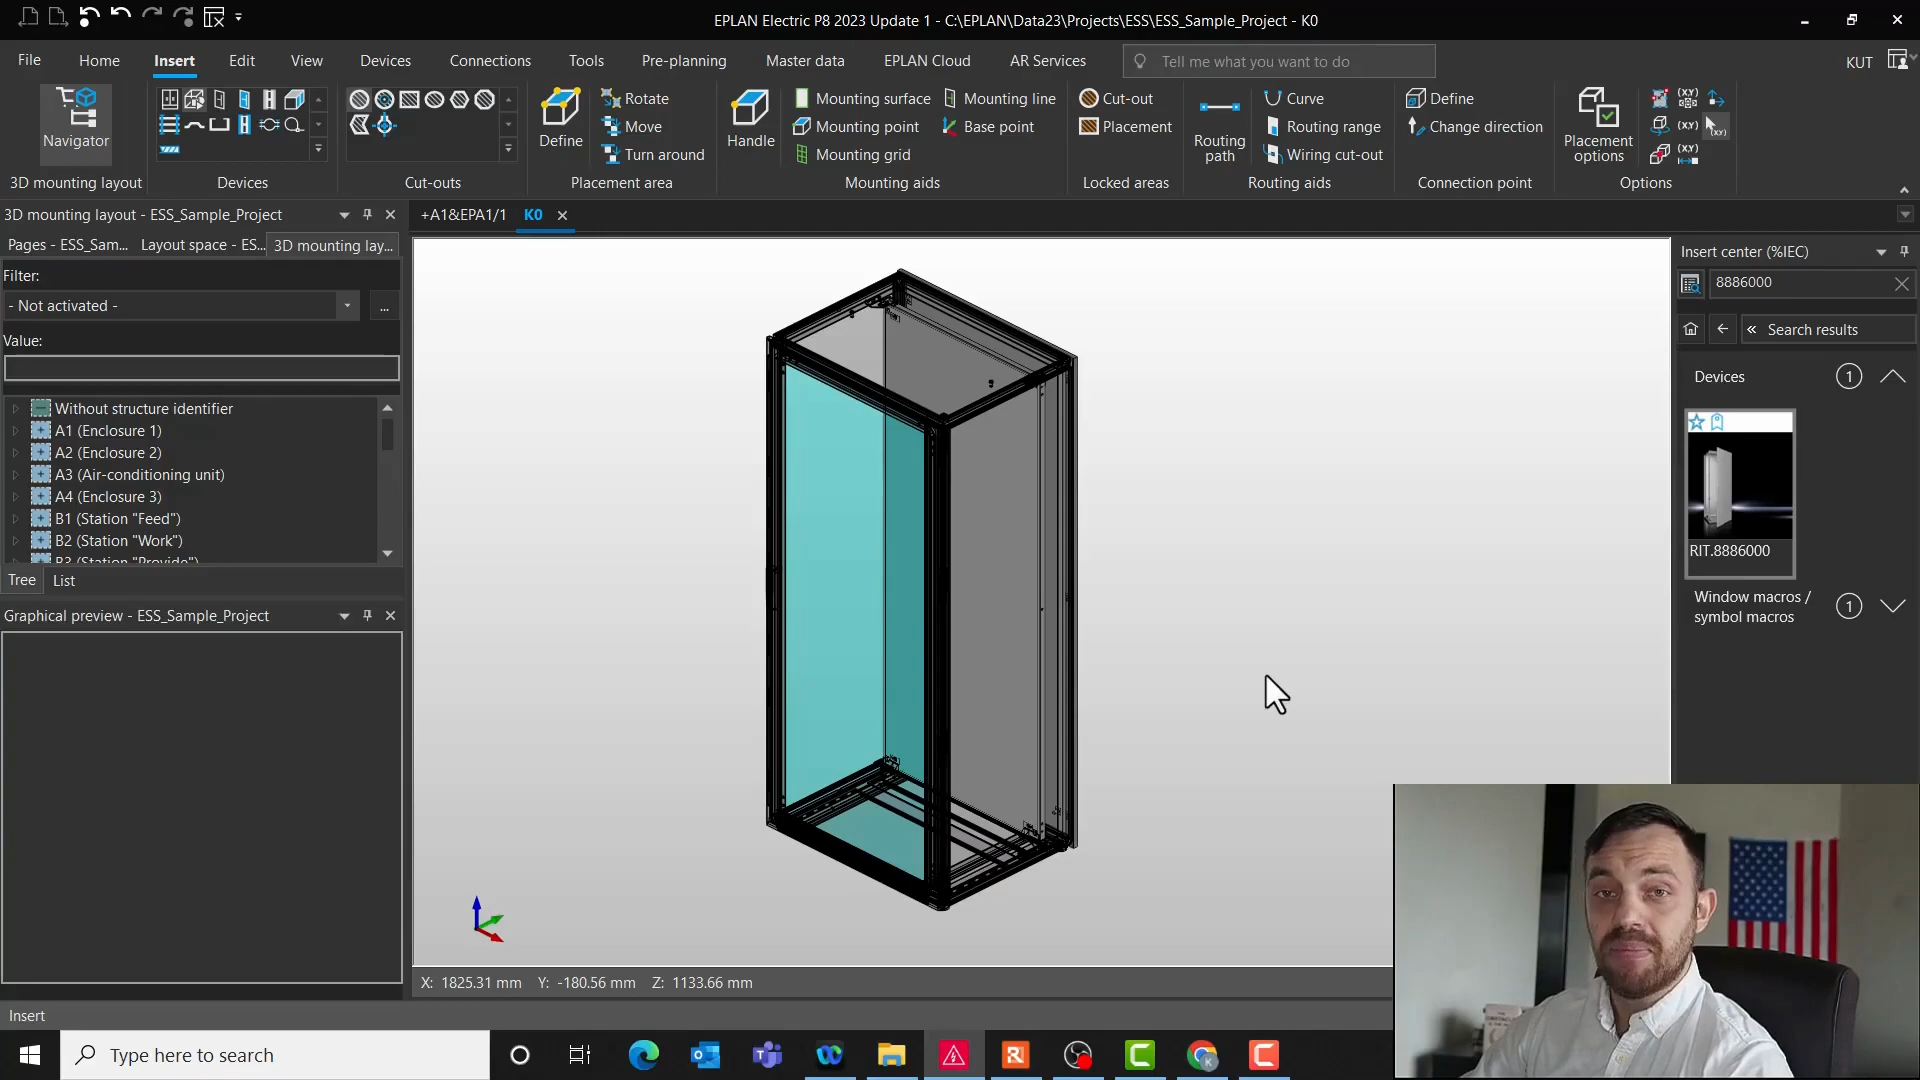 EPLAN Electric P8 2023 Update 1 - C:\EPLAN\Data23\Projects\ESS\ESS_Sample_Project - K0
File
Home
Insert
Edit
View
Devices
Connections
Tools
Pre-planning
Master data
EPLAN Cloud
AR Services
Tell me what you want to do
KUT
Navigator
3D mounting layout
Devices
Cut-outs
Define
Rotate
Move
Turn around
Placement area
Handle
Mounting surface
Mounting line
Mounting point
Base point
Mounting grid
Mounting aids
Cut-out
Placement
Locked areas
Routing path
Curve
Routing range
Wiring cut-out
Routing aids
Define
Change direction
Connection point
Placement options
(XY)
(XY)
(XY)
(XY)
Options
3D mounting layout - ESS_Sample_Project
Pages - ESS_Sam...
Layout space - ES...
3D mounting lay...
Filter:
- Not activated -
...
Value:
Without structure identifier
A1 (Enclosure 1)
A2 (Enclosure 2)
A3 (Air-conditioning unit)
A4 (Enclosure 3)
B1 (Station "Feed")
B2 (Station "Work")
B3 (Station "Provide")
Tree
List
Graphical preview - ESS_Sample_Project
+A1&EPA1/1
K0
X: 1825.31 mm Y: -180.56 mm Z: 1133.66 mm
Insert center (%IEC)
8886000
« Search results
Devices
1
RIT.8886000
Window macros /
symbol macros
1
Insert
Type here to search